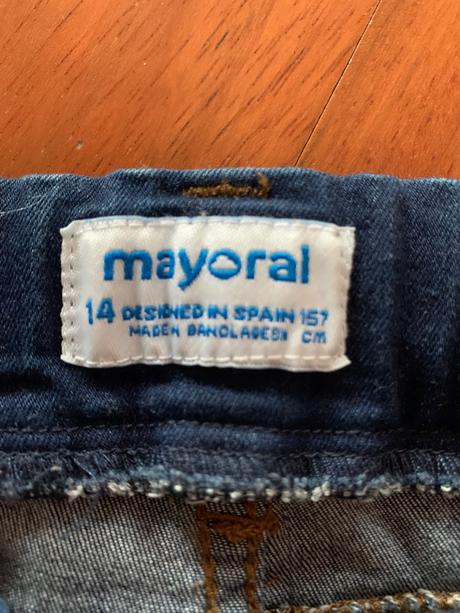 mayoral
14 DESIGNED IN SPAIN 157
MADE IN BANGLADESH CM